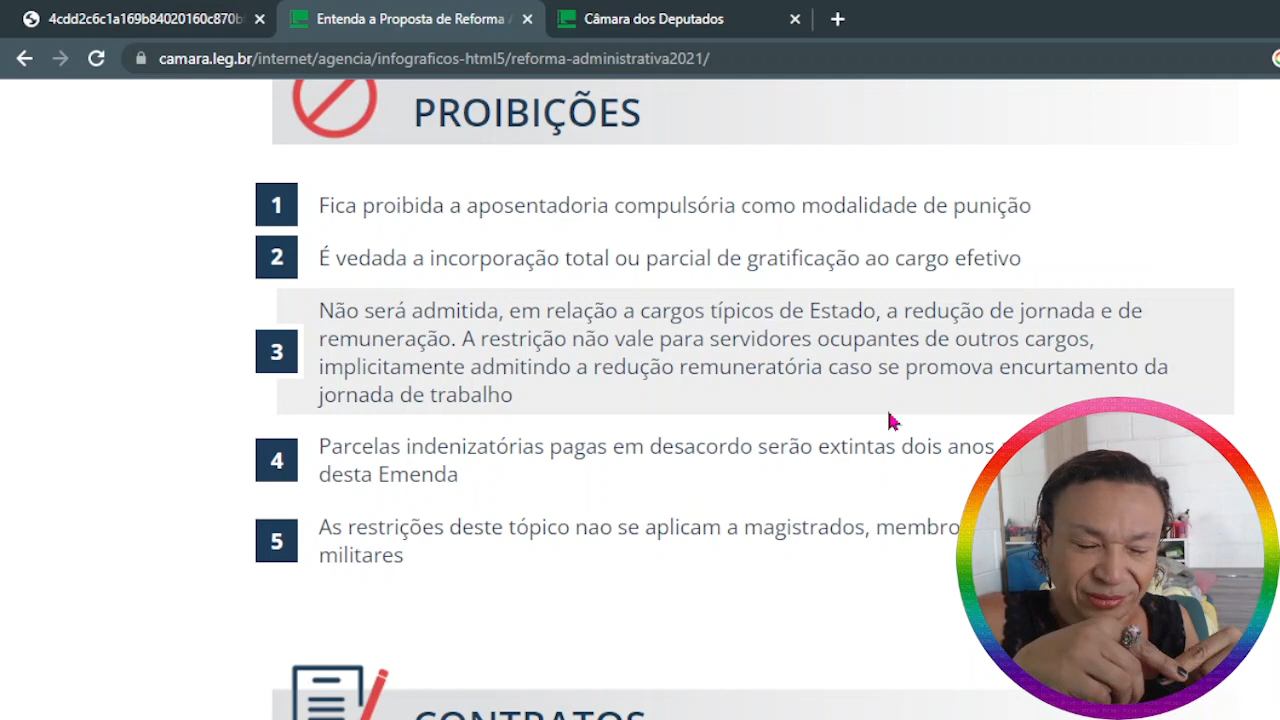 4cdd2c6c1a169b84020160c870b
Entenda a Proposta de Reforma
Câmara dos Deputados
camara.leg.br/internet/agencia/infograficos-html5/reforma-administrativa2021/
PROIBIÇÕES
1 Fica proibida a aposentadoria compulsória como modalidade de punição
2 É vedada a incorporação total ou parcial de gratificação ao cargo efetivo
Não será admitida, em relação a cargos típicos de Estado, a redução de jornada e de
remuneração. A restrição não vale para servidores ocupantes de outros cargos,
3 implicitamente admitindo a redução remuneratória caso se promova encurtamento da
jornada de trabalho
4 Parcelas indenizatórias pagas em desacordo serão extintas dois anos
desta Emenda
5 As restrições deste tópico nao se aplicam a magistrados, membro
militares
CONTRATOS